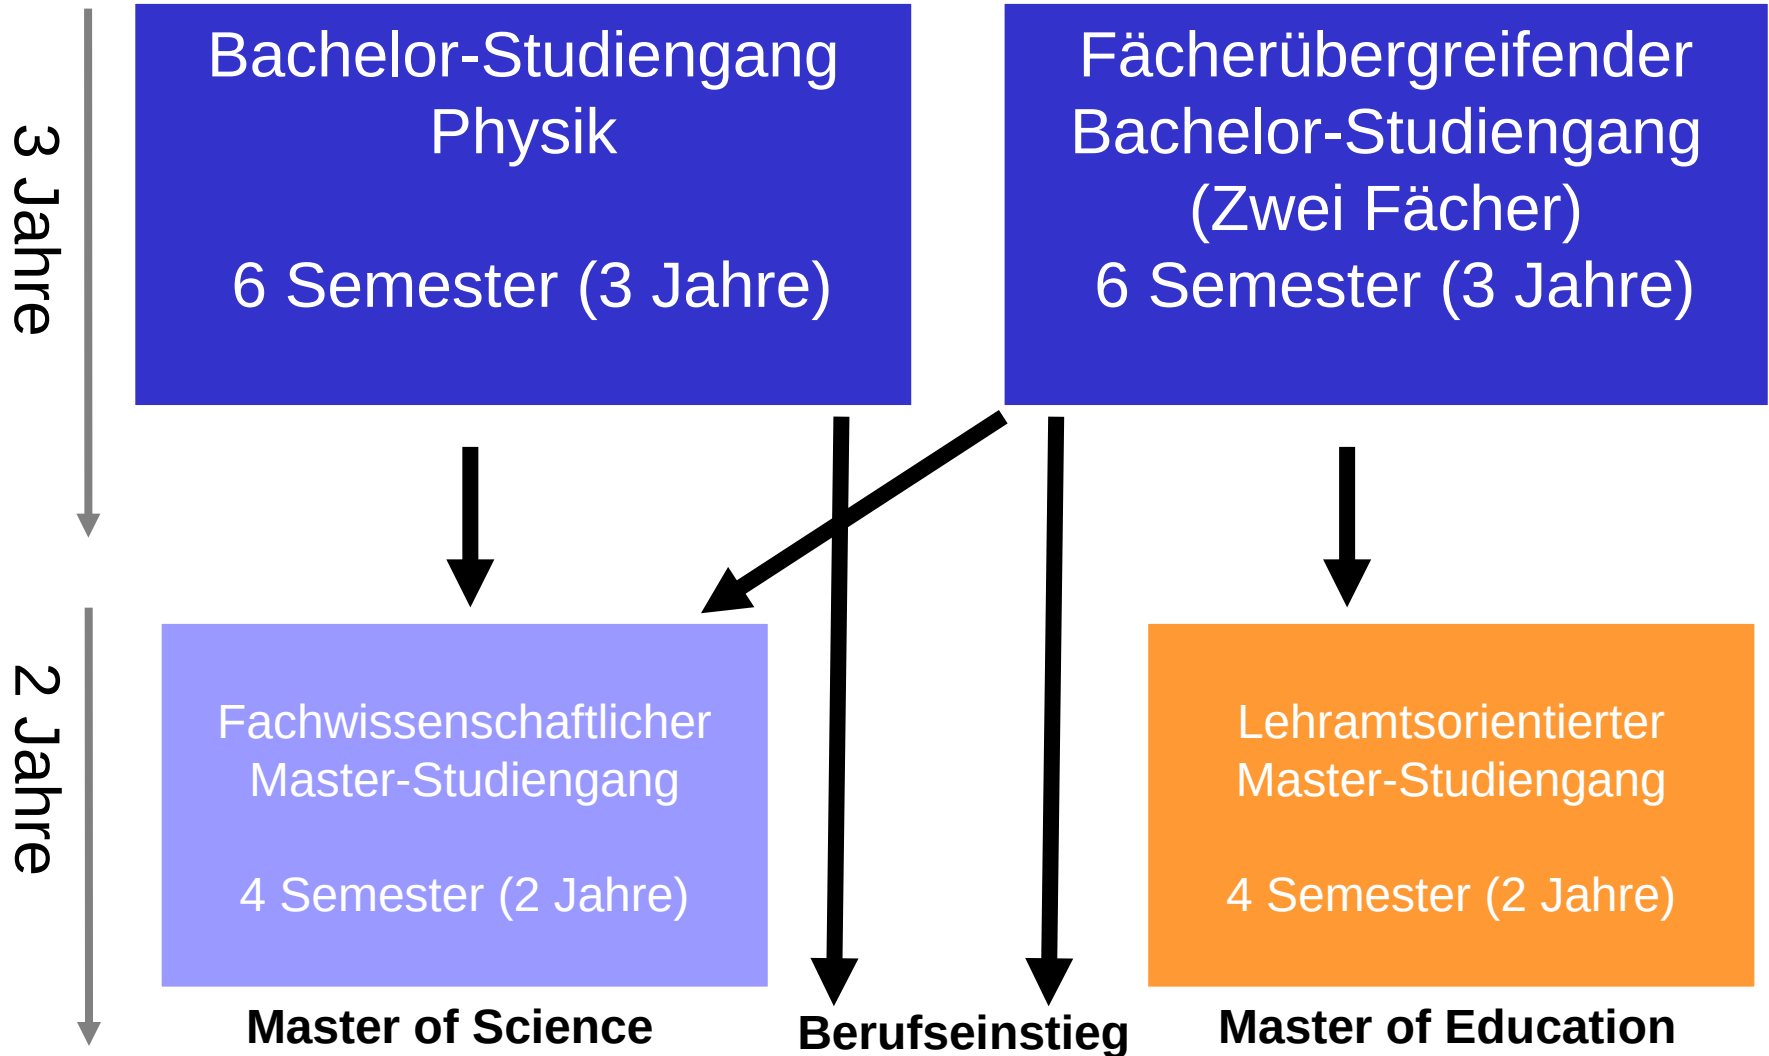 3 Jahre
Bachelor-Studiengang
Physik
6 Semester (3 Jahre)
Fächerübergreifender
Bachelor-Studiengang
(Zwei Fächer)
6 Semester (3 Jahre)
2 Jahre
Fachwissenschaftlicher
Master-Studiengang
4 Semester (2 Jahre)
Lehramtsorientierter
Master-Studiengang
4 Semester (2 Jahre)
Master of Science
Berufseinstieg
Master of Education